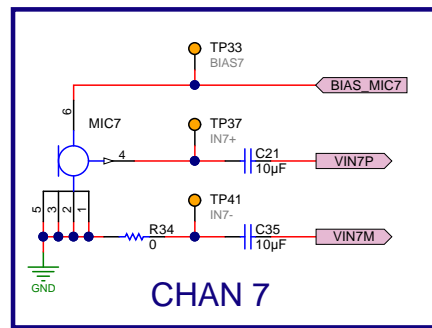 TP33
BIAS7
BIAS_MIC7
6
MIC7
TP37
IN7+
4
C21
10µF
VIN7P
TP41
IN7-
5
3
2
1
R34
0
C35
10µF
VIN7M
GND
CHAN 7